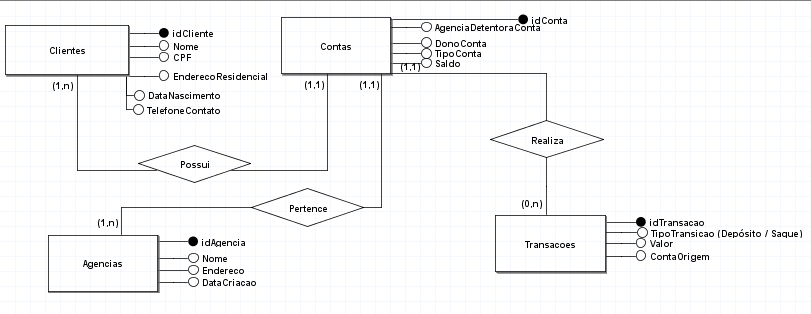 Clientes
idCliente
Nome
CPF
EnderecoResidencial
DataNascimento
TelefoneContato
(1,n)
Contas
idConta
AgenciaDetentoraConta
DonoConta
TipoConta
Saldo
(1,1)
(1,1)
(1,1)
Possui
Realiza
Pertence
(1,n)
(0,n)
Agencias
idAgencia
Nome
Endereco
DataCriacao
Transacoes
idTransacao
TipoTransicao (Depósito / Saque)
Valor
ContaOrigem